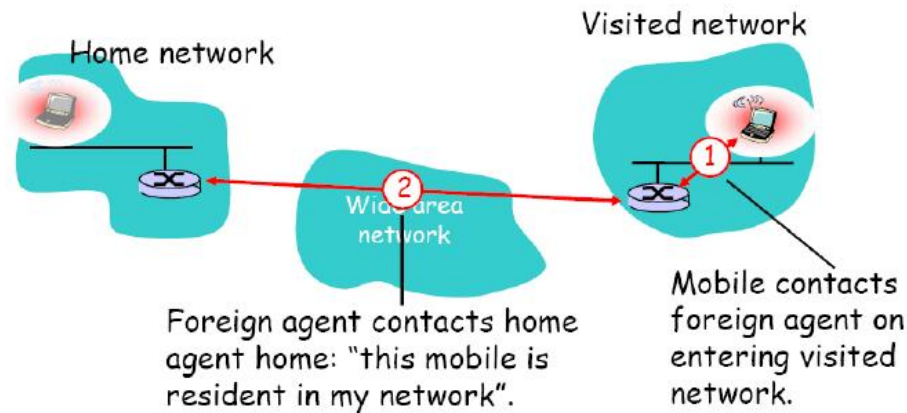 Home network
Visited network
1
2
Wide area
network
Foreign agent contacts home
agent home: “this mobile is
resident in my network”.
Mobile contacts
foreign agent on
entering visited
network.